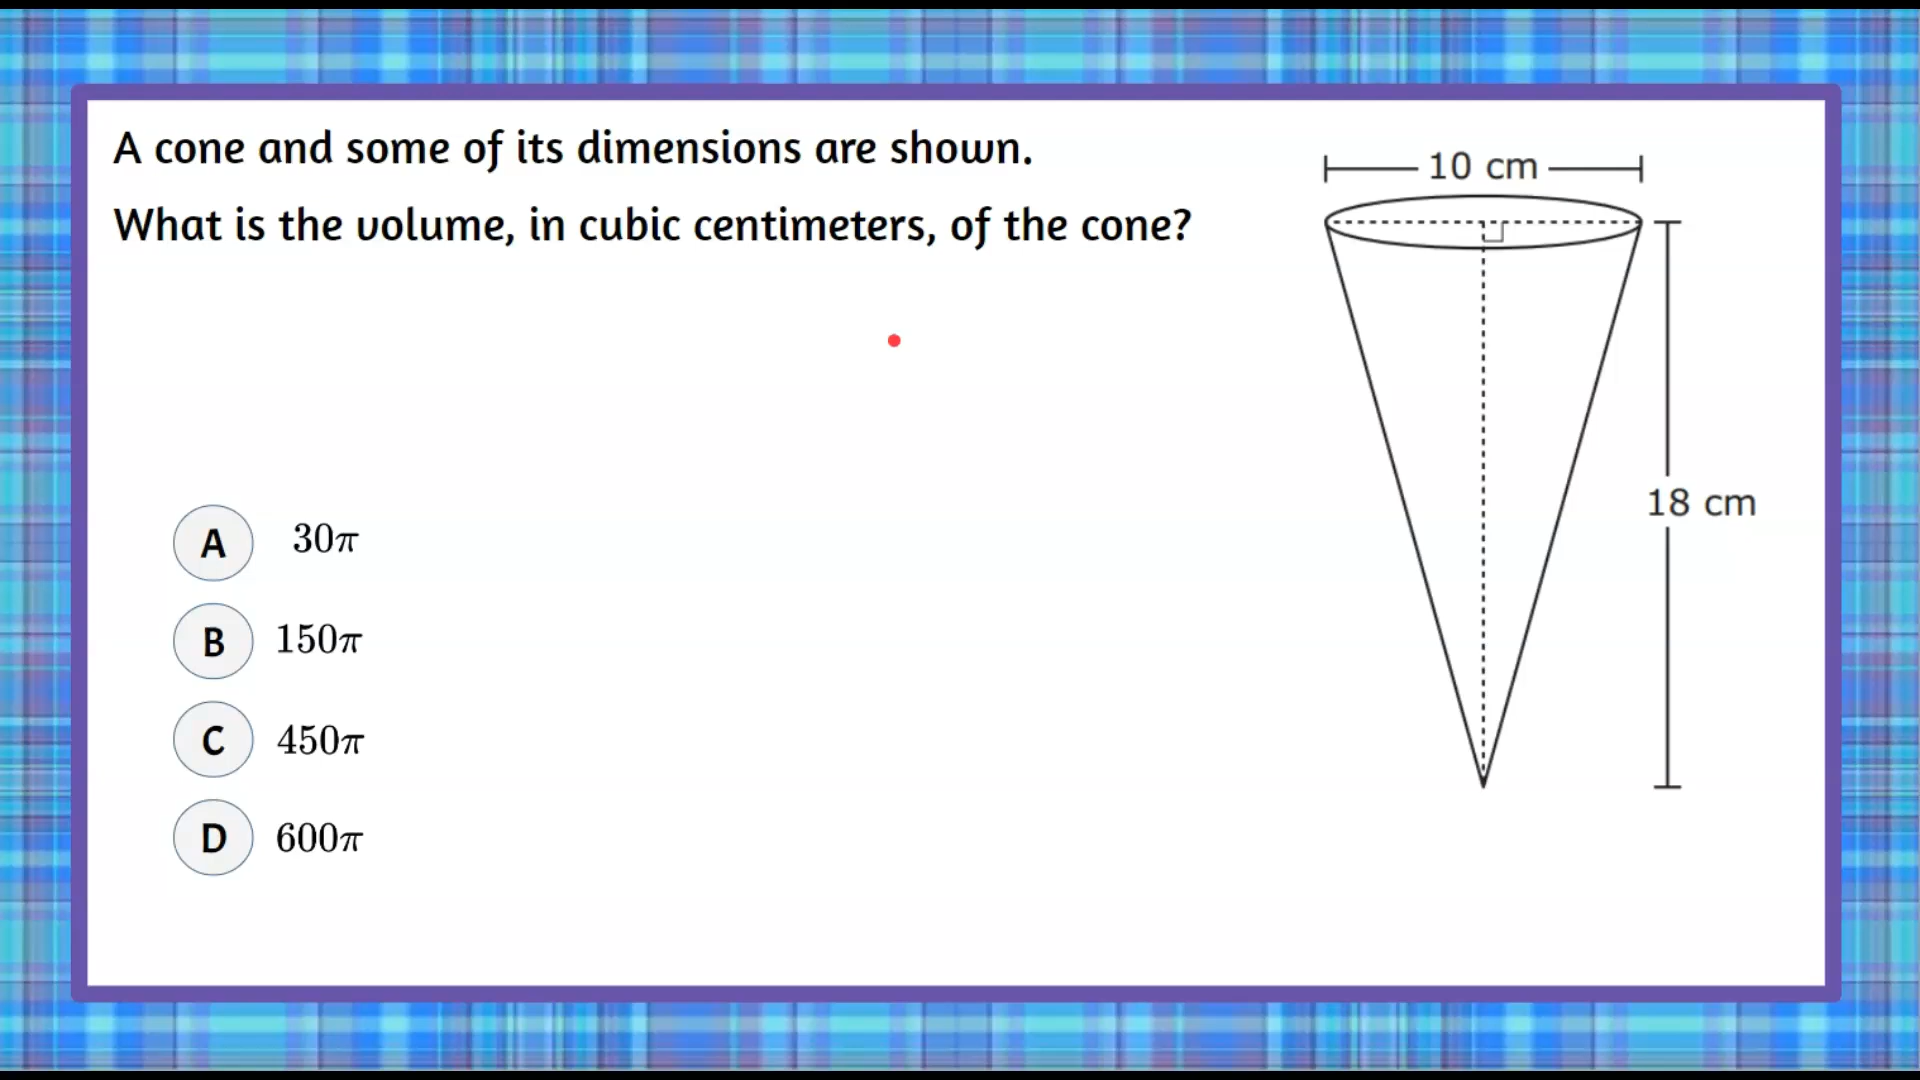 A cone and some of its dimensions are shown.
What is the volume, in cubic centimeters, of the cone?
10 cm
18 cm
A 30π
B 150π
C 450π
D 600π